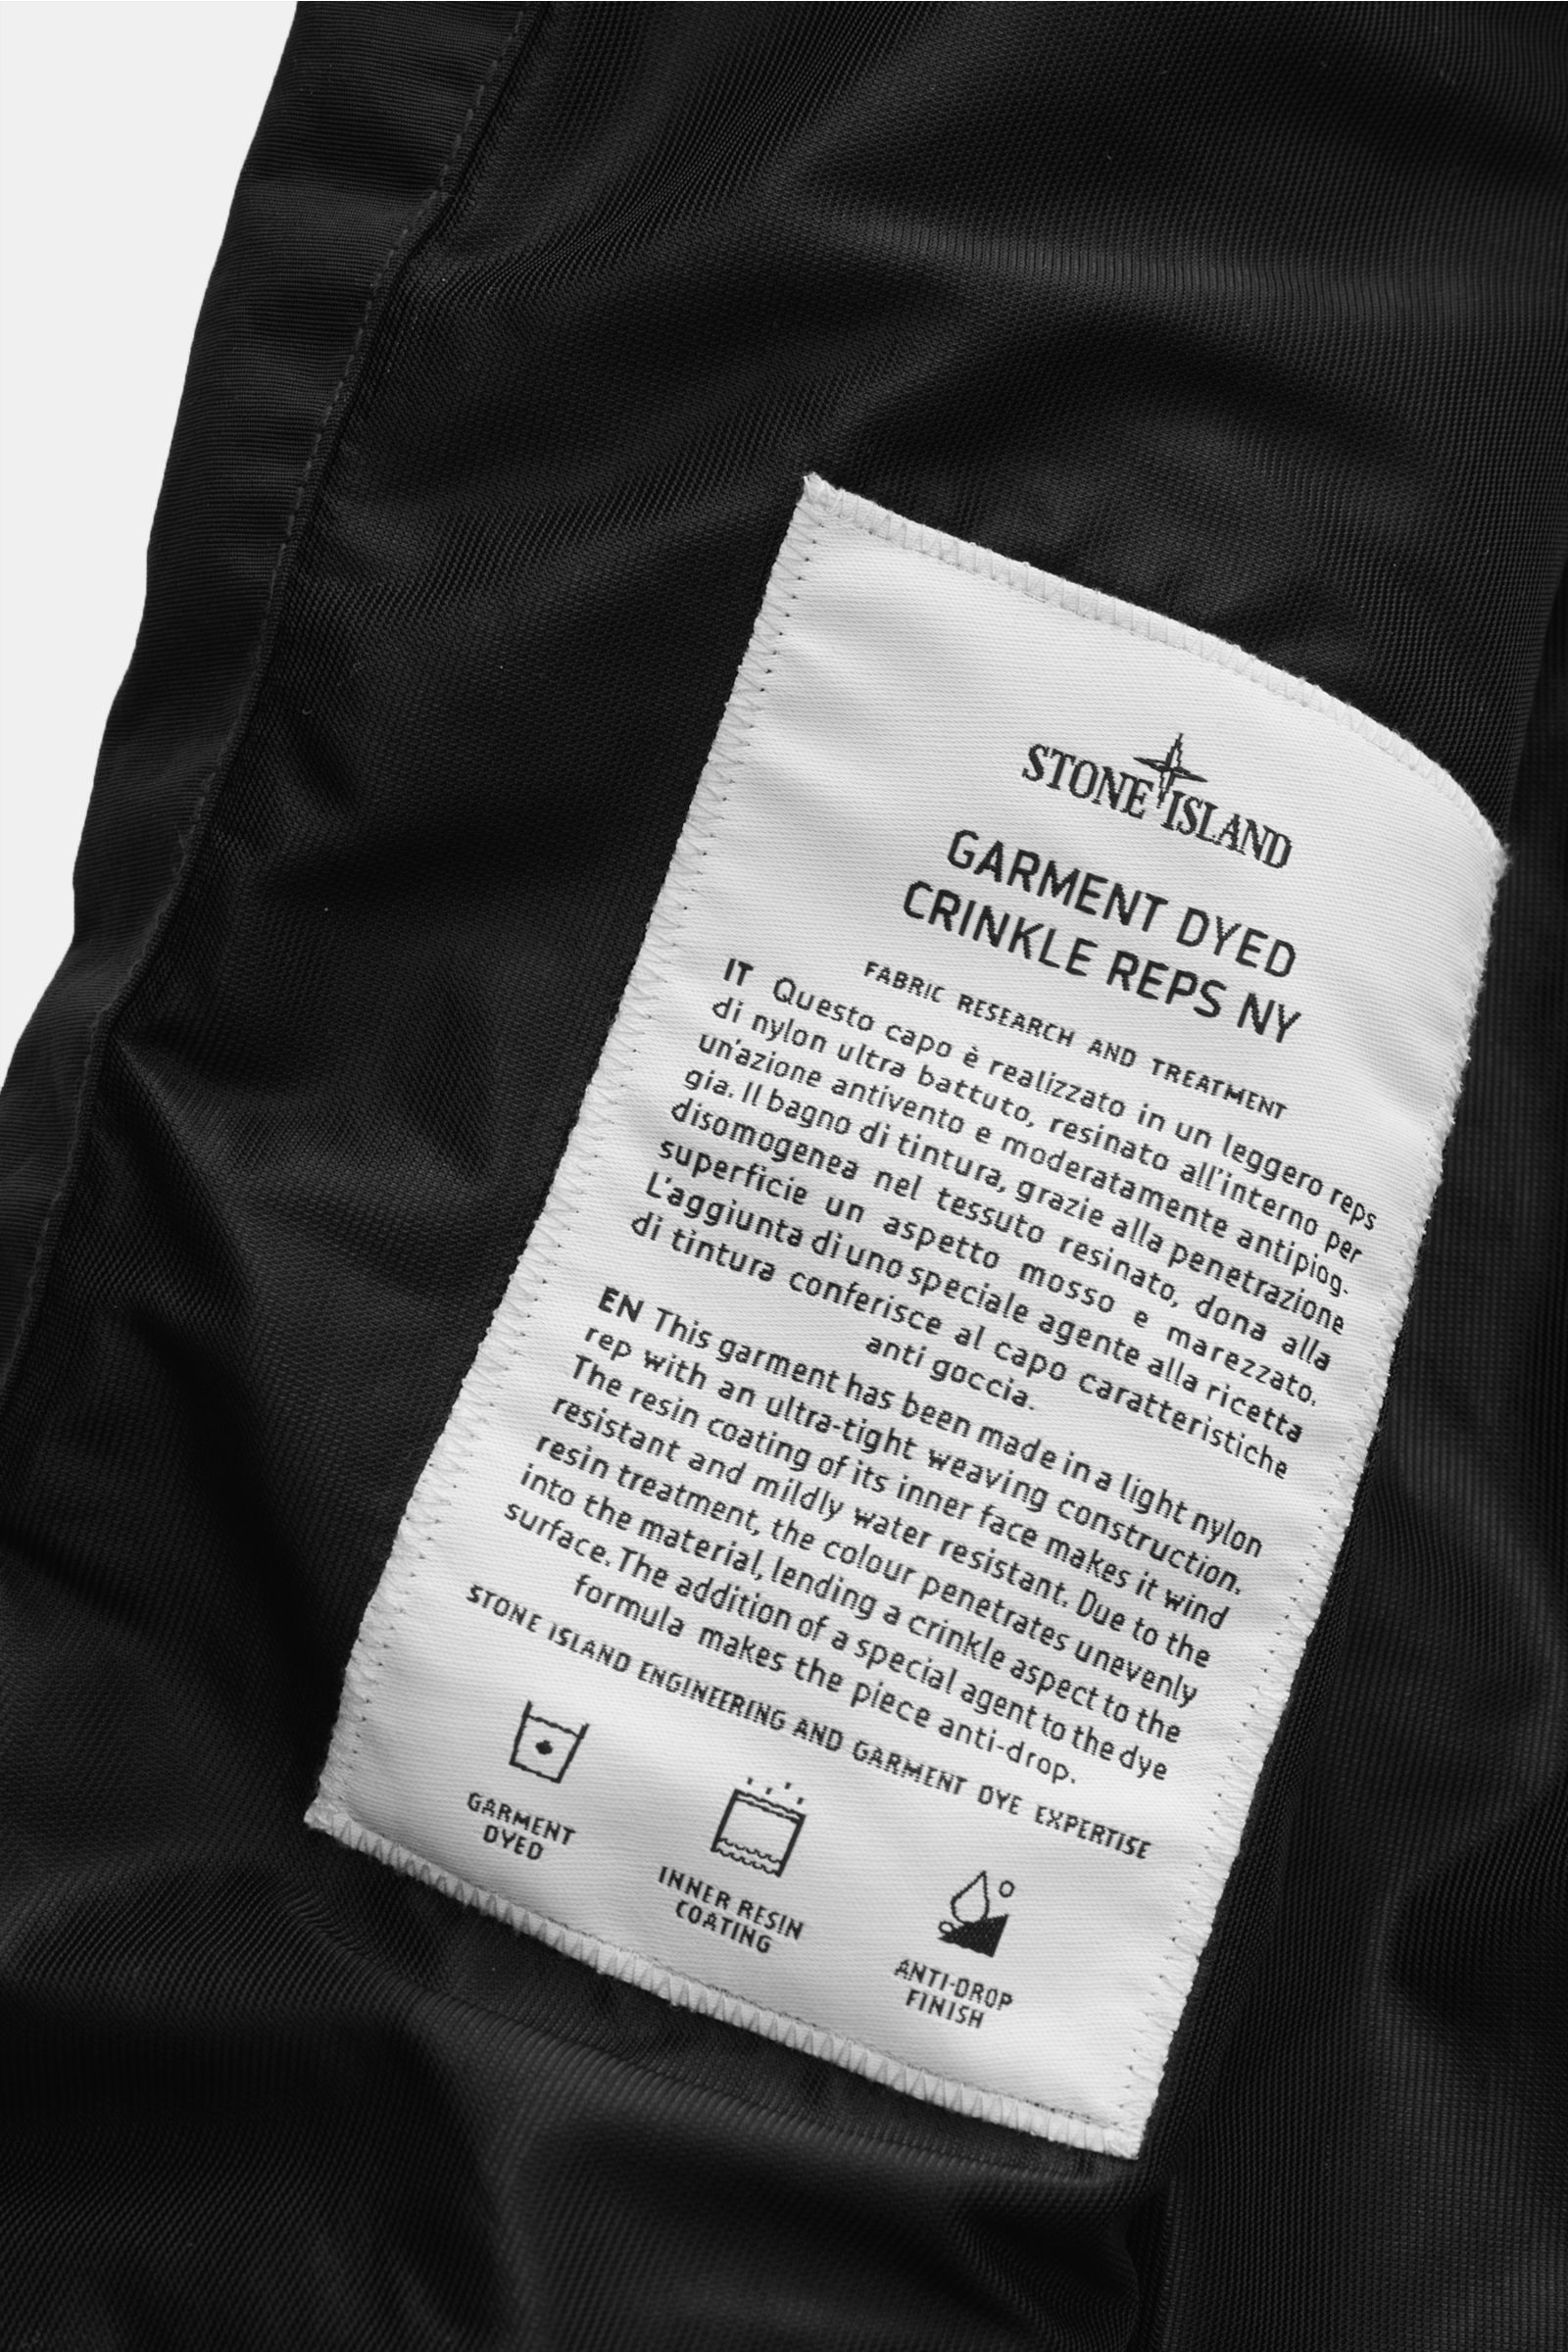 STONE ISLAND
GARMENT DYED
CRINKLE REPS NY
FABRIC RESEARCH AND TREATMENT
IT Questo capo è realizzato in un leggero reps
di nylon ultra battuto, resinato all'interno per
un'azione antivento e moderatamente antipiog-
gia. Il bagno di tintura, grazie alla penetrazione
disomogenea nel tessuto resinato, dona alla
superficie un aspetto mosso e marezzato.
L'aggiunta di uno speciale agente alla ricetta
di tintura conferisce al capo caratteristiche
anti goccia.
EN This garment has been made in a light nylon
rep with an ultra-tight weaving construction.
The resin coating of its inner face makes it wind
resistant and mildly water resistant. Due to the
resin treatment, the colour penetrates unevenly
into the material, lending a crinkle aspect to the
surface. The addition of a special agent to the dye
formula makes the piece anti-drop.
STONE ISLAND ENGINEERING AND GARMENT DYE EXPERTISE
GARMENT
DYED
INNER RESIN
COATING
ANTI-DROP
FINISH